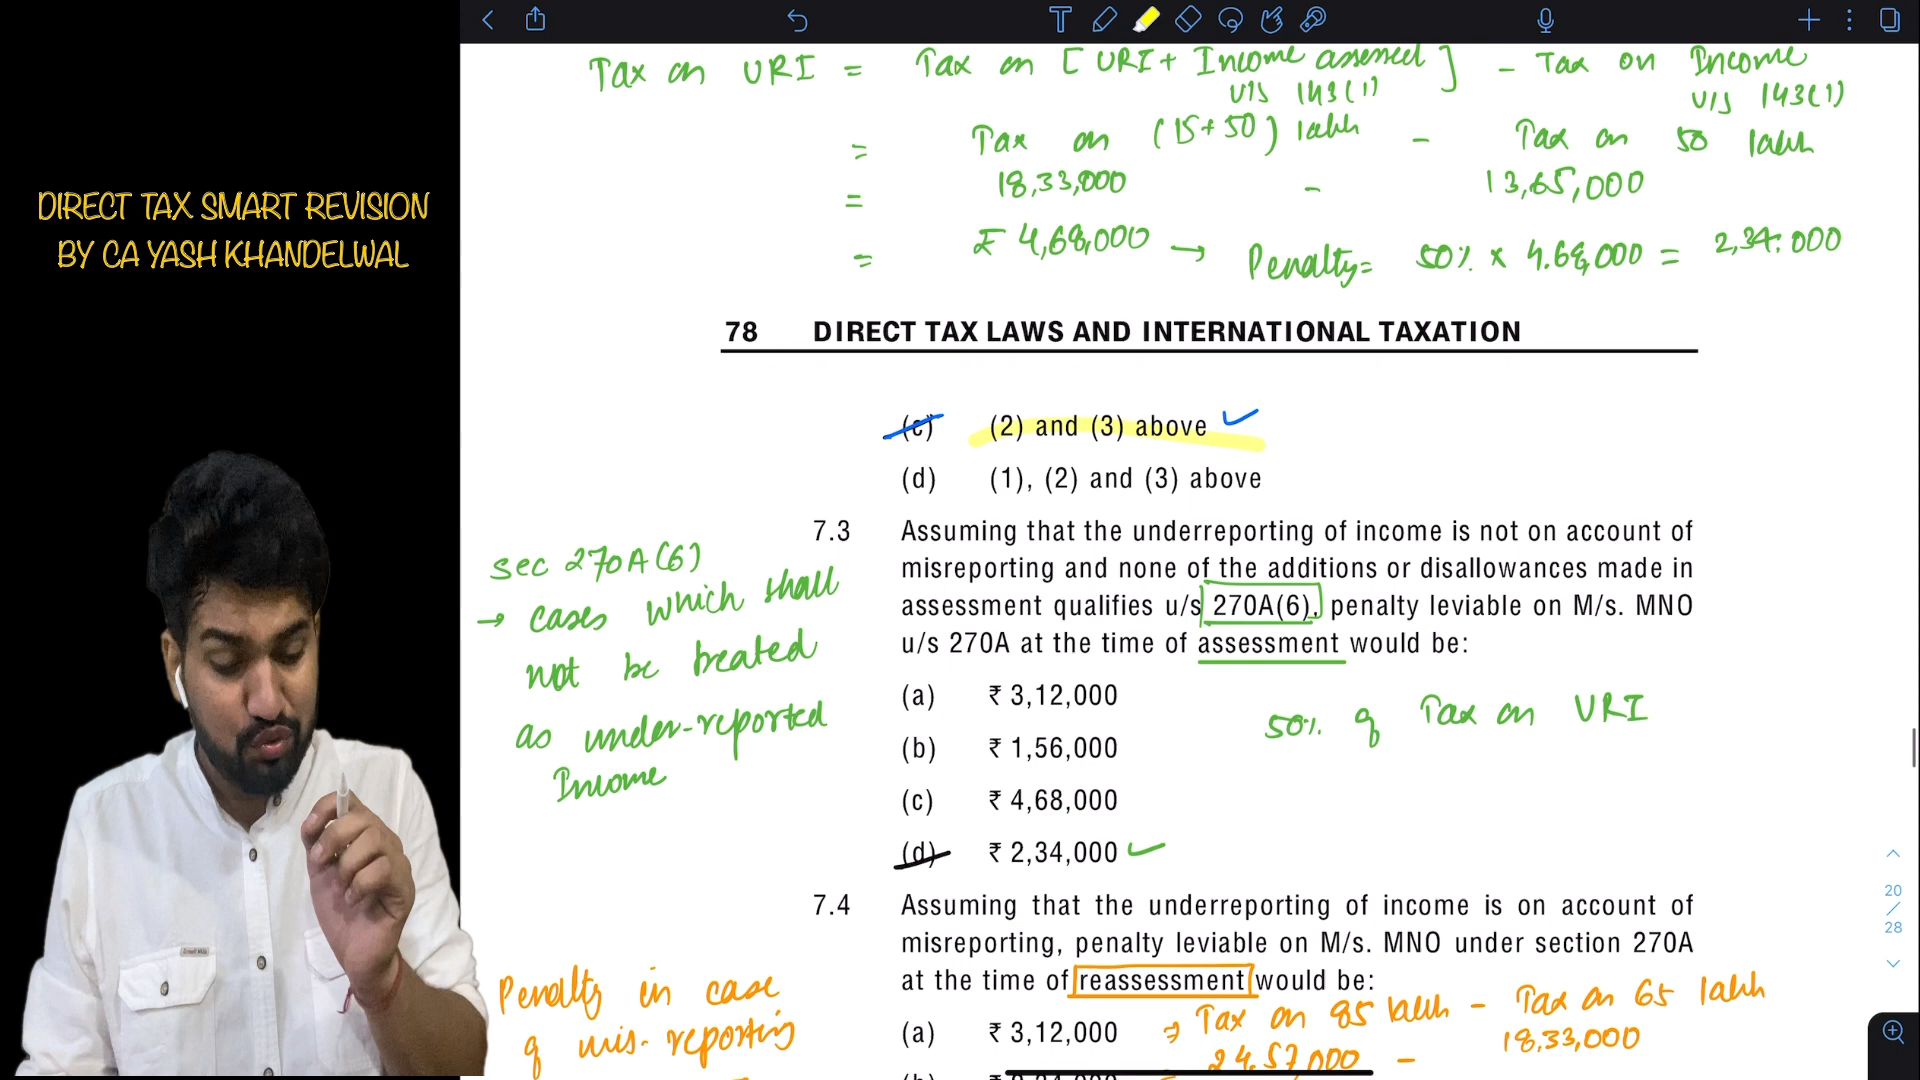 DIRECT TAX SMART REVISION
BY CA YASH KHANDELWAL
Tax on URI = Tax on [ URI + Income assessed u/s 143(1) ] - Tax on Income u/s 143(1)
= Tax on (15+50) lakh - Tax on 50 lakh
= 18,33,000 - 13,65,000
= ₹ 4,68,000 → Penalty = 50% x 4.68,000 = 2,34,000
78 DIRECT TAX LAWS AND INTERNATIONAL TAXATION
(c) (2) and (3) above
(d) (1), (2) and (3) above
7.3 Assuming that the underreporting of income is not on account of
misreporting and none of the additions or disallowances made in
assessment qualifies u/s 270A(6), penalty leviable on M/s. MNO
u/s 270A at the time of assessment would be:
sec 270A(6)
→ cases which shall
not be treated
as under-reported
Income
(a) ₹ 3,12,000
(b) ₹ 1,56,000
(c) ₹ 4,68,000
(d) ₹ 2,34,000
50% of Tax on URI
7.4 Assuming that the underreporting of income is on account of
misreporting, penalty leviable on M/s. MNO under section 270A
at the time of reassessment would be:
Penalty in case
of mis-reporting
(a) ₹ 3,12,000
⇒ Tax on 85 lakh - Tax on 65 lakh
24,57,000 - 18,33,000
20
/
28